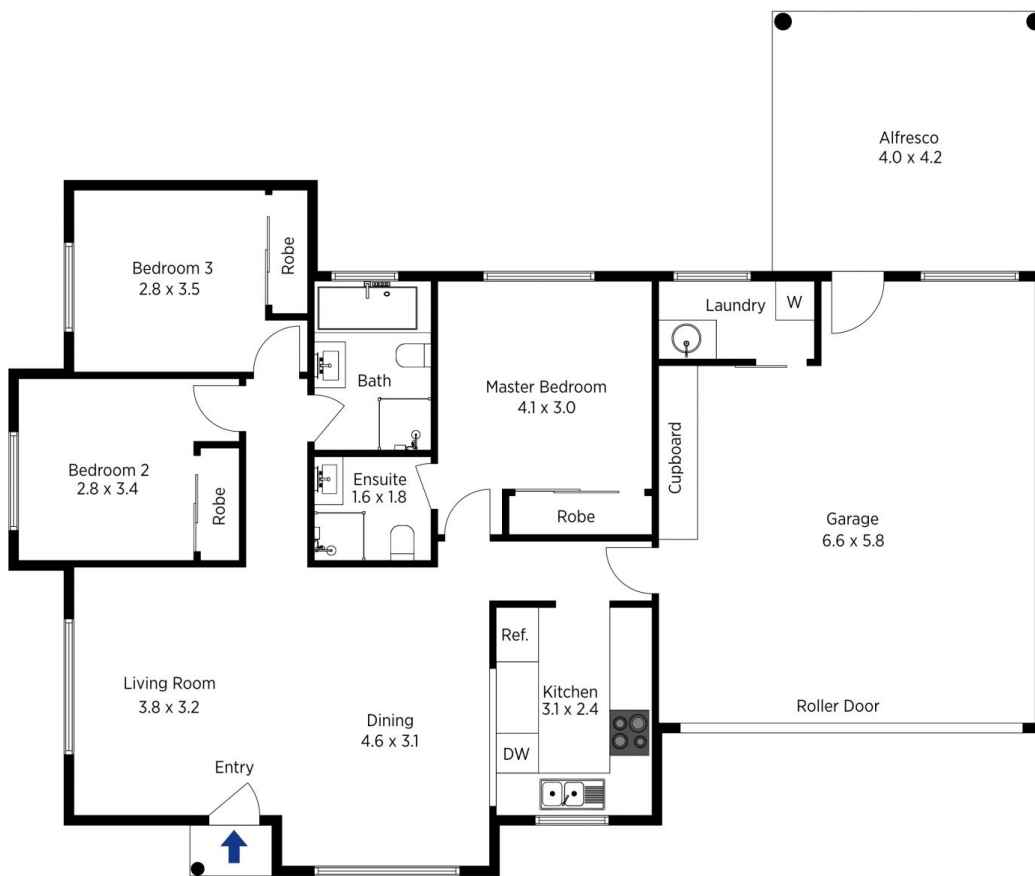 Alfresco
4.0 x 4.2
Bedroom 3
2.8 x 3.5
Robe
Laundry
W
Bath
Master Bedroom
4.1 x 3.0
Bedroom 2
2.8 x 3.4
Robe
Ensuite
1.6 x 1.8
Robe
Cupboard
Garage
6.6 x 5.8
Ref.
Living Room
3.8 x 3.2
Kitchen
3.1 x 2.4
Dining
4.6 x 3.1
DW
Roller Door
Entry